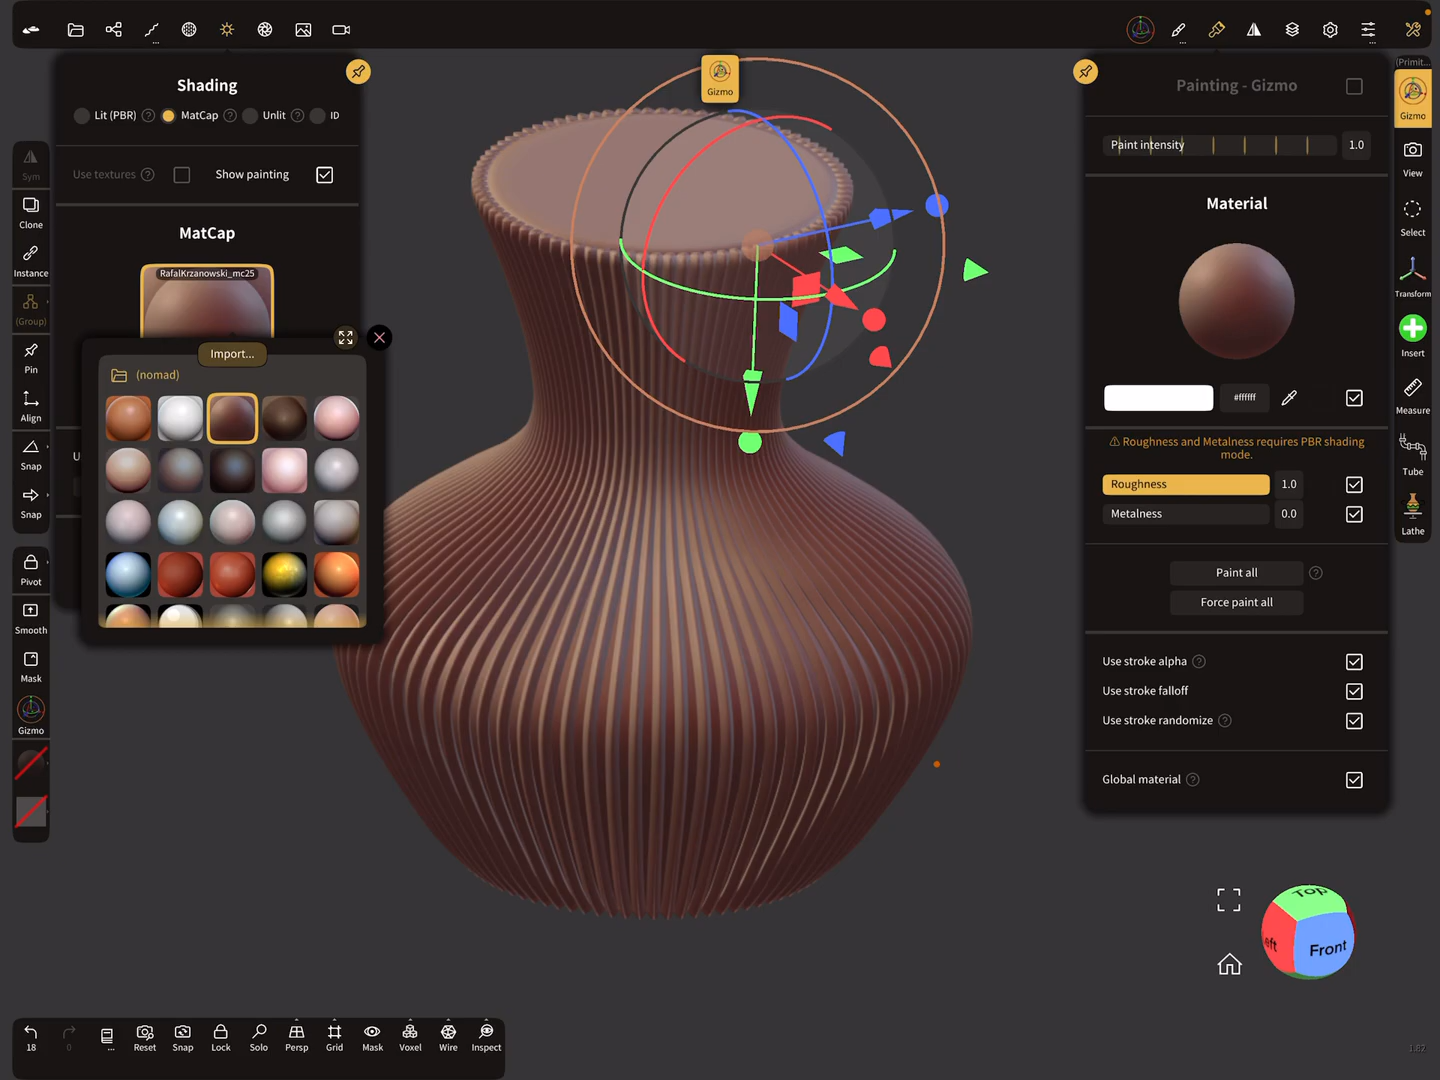 Shading
Lit (PBR) ? MatCap ? Unlit ? ID
Use textures ? Show painting
MatCap
RafalKrzanowski_mc25
Import...
(nomad)
U
Sym
Clone
Instance
(Group)
Pin
Align
Snap
Snap
Pivot
Smooth
Mask
Gizmo
Gizmo
Painting - Gizmo
Paint intensity 1.0
Material
#ffffff
⚠ Roughness and Metalness requires PBR shading
mode.
Roughness 1.0
Metalness 0.0
Paint all ?
Force paint all
Use stroke alpha ?
Use stroke falloff
Use stroke randomize ?
Global material ?
(Primit...
Gizmo
View
Select
Transform
Insert
Measure
Tube
Lathe
Top
eft
Front
18
0
...
Reset
Snap
Lock
Solo
Persp
Grid
Mask
Voxel
Wire
Inspect
1.82